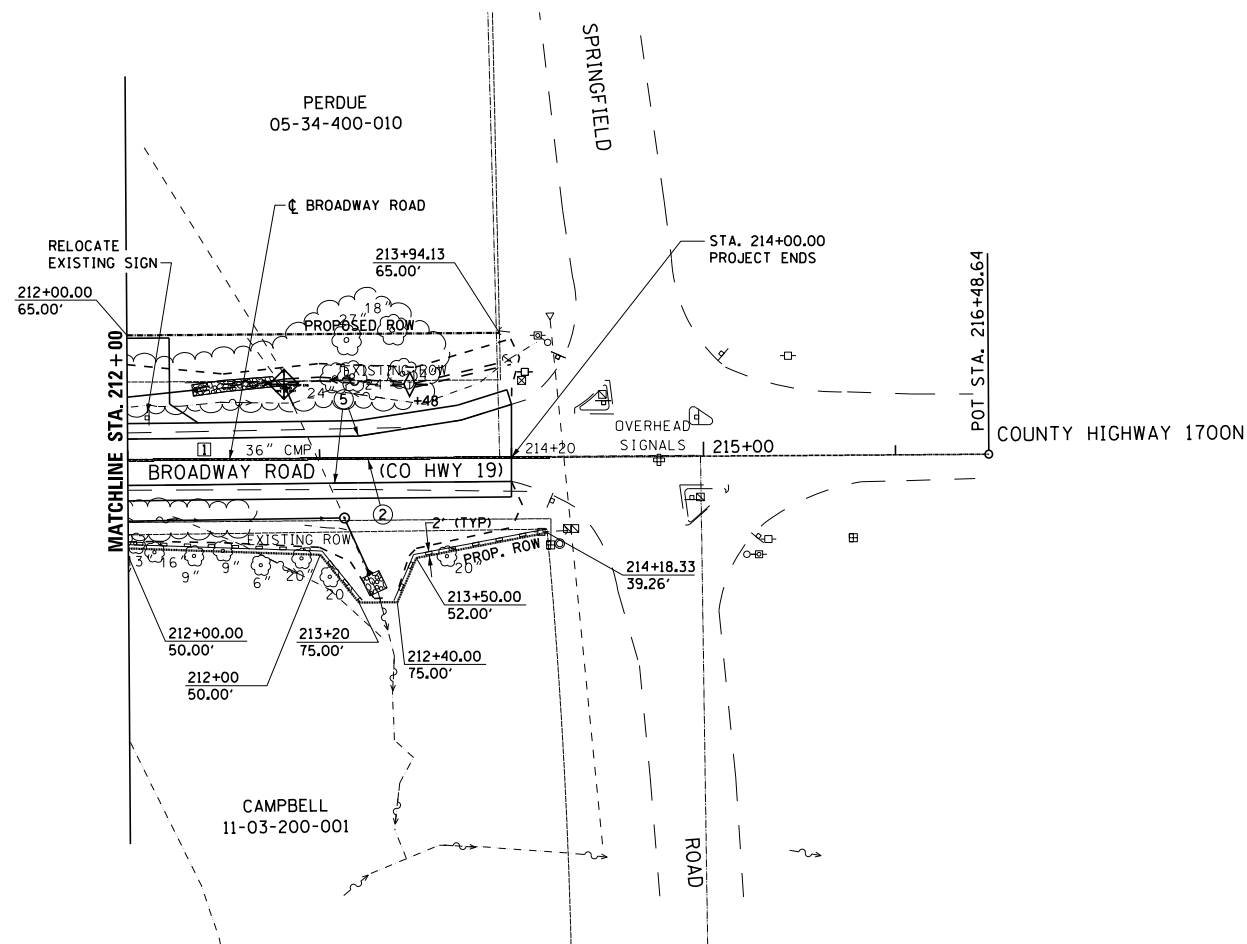 SPRINGFIELD
PERDUE
05-34-400-010
℄ BROADWAY ROAD
RELOCATE
EXISTING SIGN
213+94.13
65.00'
STA. 214+00.00
PROJECT ENDS
212+00.00
65.00'
MATCHLINE STA. 212 + 00
POT STA. 216+48.64
27"
18"
PROPOSED ROW
EXISTING ROW
24"
24"
+48
5
OVERHEAD
SIGNALS
1
36" CMP
214+20
215+00
COUNTY HIGHWAY 1700N
BROADWAY ROAD
(CO HWY 19)
2
2' (TYP)
EXISTING ROW
PROP. ROW
3"
16"
9"
9"
6"
20"
20
20"
214+18.33
39.26'
213+50.00
52.00'
212+00.00
50.00'
213+20
75.00'
212+40.00
75.00'
212+00
50.00'
CAMPBELL
11-03-200-001
ROAD